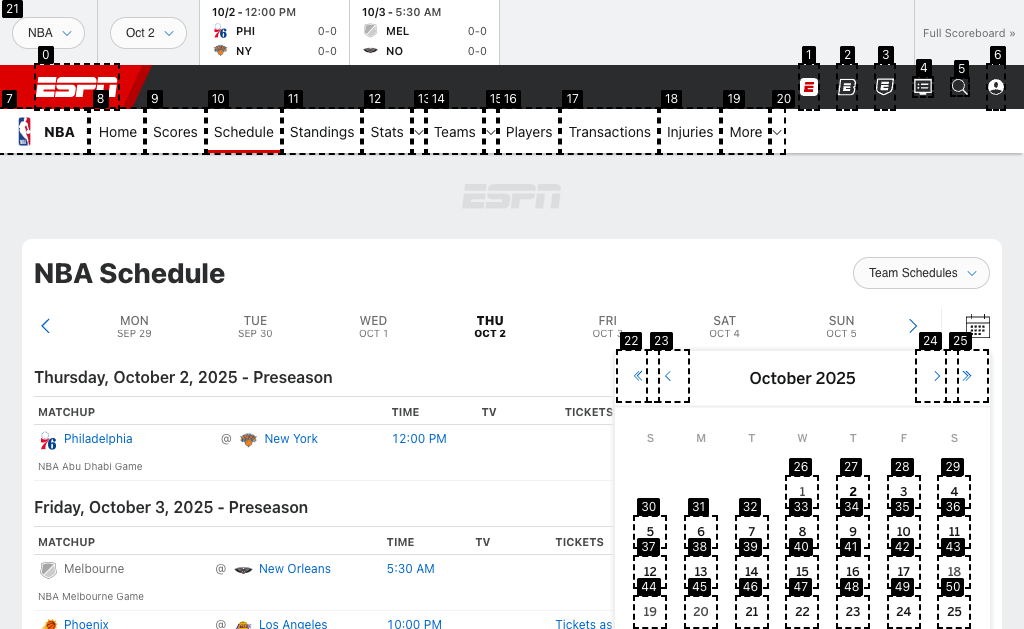 21
NBA
Oct 2
10/2 - 12:00 PM
PHI 0-0
NY 0-0
10/3 - 5:30 AM
MEL 0-0
NO 0-0
Full Scoreboard »
0 1 2 3 4 5 6
ESPN
7 8 9 10 11 12 13 14 15 16 17 18 19 20
NBA Home Scores Schedule Standings Stats Teams Players Transactions Injuries More
ESPN
NBA Schedule
Team Schedules
MON TUE WED THU FRI SAT SUN
SEP 29 SEP 30 OCT 1 OCT 2 OCT 3 OCT 4 OCT 5
22 23 24 25
October 2025
Thursday, October 2, 2025 - Preseason
MATCHUP TIME TV TICKETS
Philadelphia @ New York 12:00 PM
NBA Abu Dhabi Game
Friday, October 3, 2025 - Preseason
MATCHUP TIME TV TICKETS
Melbourne @ New Orleans 5:30 AM
NBA Melbourne Game
Phoenix @ Los Angeles 10:00 PM Tickets as
S M T W T F S
26 27 28 29
1 2 3 4
30 31 32 33 34 35 36
5 6 7 8 9 10 11
37 38 39 40 41 42 43
12 13 14 15 16 17 18
44 45 46 47 48 49 50
19 20 21 22 23 24 25